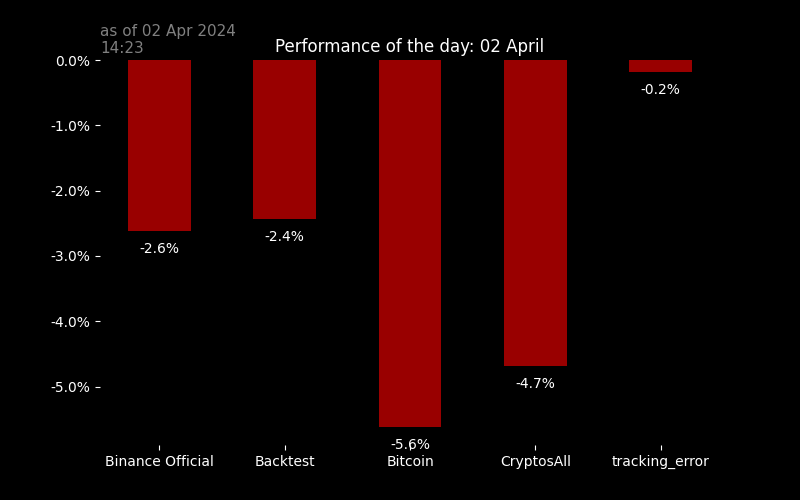 as of 02 Apr 2024
14:23
Performance of the day: 02 April
0.0%
-1.0%
-2.0%
-3.0%
-4.0%
-5.0%
-2.6%
-2.4%
-5.6%
-4.7%
-0.2%
Binance Official
Backtest
Bitcoin
CryptosAll
tracking_error